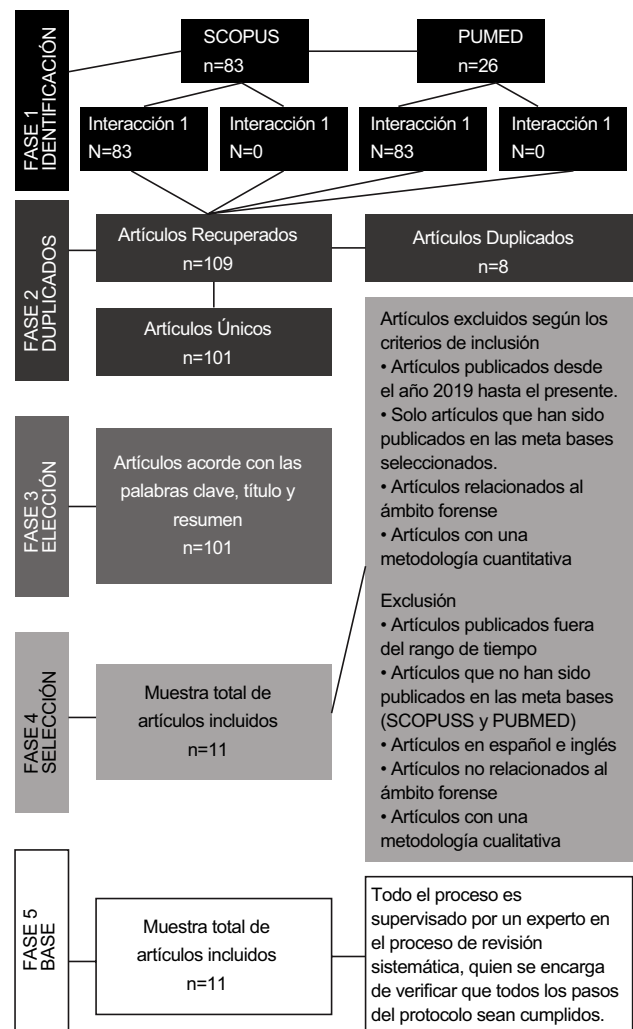 FASE 1
IDENTIFICACIÓN
SCOPUS
n=83
PUMED
n=26
Interacción 1
N=83
Interacción 1
N=0
Interacción 1
N=83
Interacción 1
N=0
FASE 2
DUPLICADOS
Artículos Recuperados
n=109
Artículos Duplicados
n=8
Artículos Únicos
n=101
Artículos excluidos según los
criterios de inclusión
• Artículos publicados desde
el año 2019 hasta el presente.
• Solo artículos que han sido
publicados en las meta bases
seleccionados.
• Artículos relacionados al
ámbito forense
• Artículos con una
metodología cuantitativa
Exclusión
• Artículos publicados fuera
del rango de tiempo
• Artículos que no han sido
publicados en las meta bases
(SCOPUSS y PUBMED)
• Artículos en español e inglés
• Artículos no relacionados al
ámbito forense
• Artículos con una
metodología cualitativa
FASE 3
ELECCIÓN
Artículos acorde con las
palabras clave, título y
resumen
n=101
FASE 4
SELECCIÓN
Muestra total de
artículos incluidos
n=11
FASE 5
BASE
Muestra total de
artículos incluidos
n=11
Todo el proceso es
supervisado por un experto en
el proceso de revisión
sistemática, quien se encarga
de verificar que todos los pasos
del protocolo sean cumplidos.